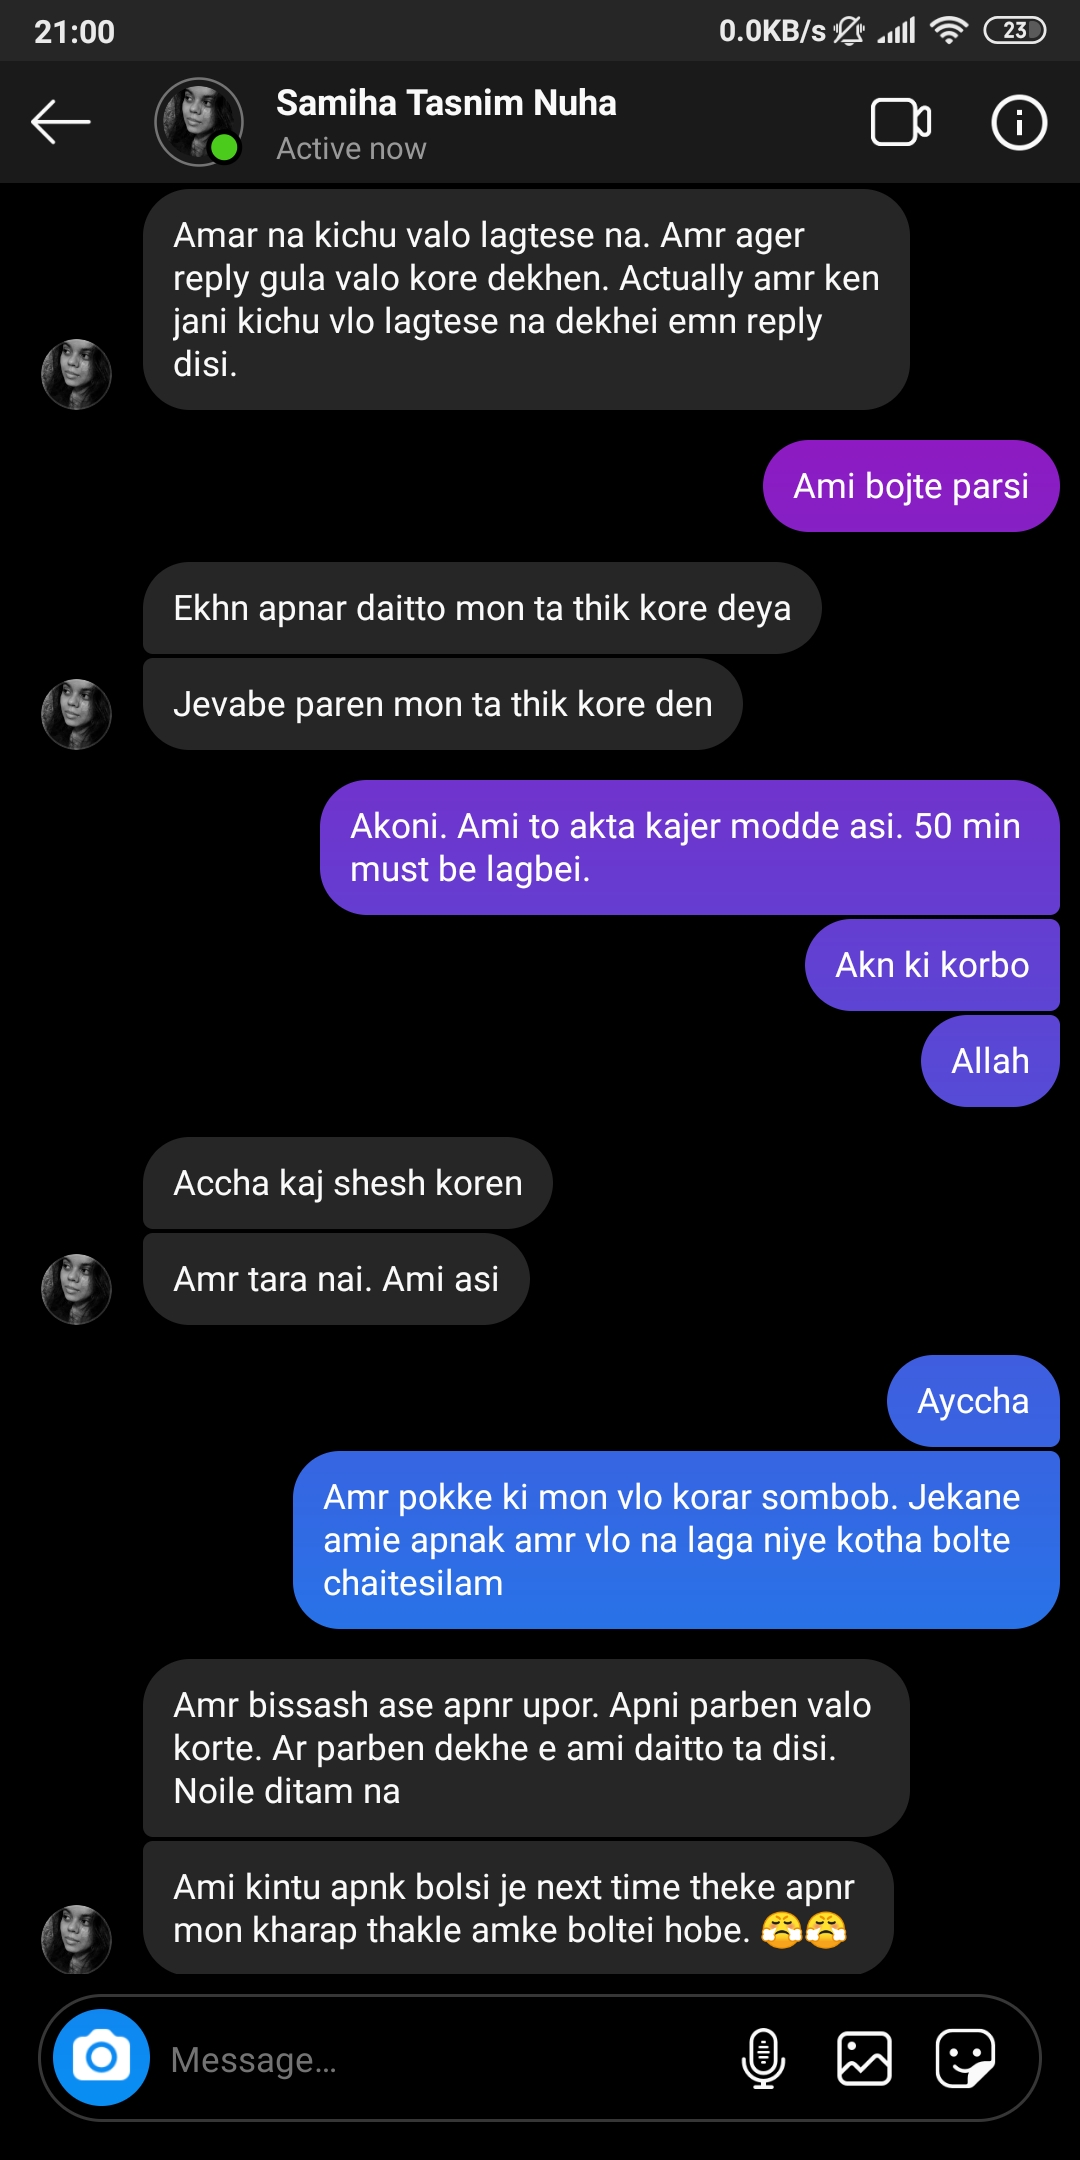 21:00
0.0KB/s
23
Samiha Tasnim Nuha
Active now
Amar na kichu valo lagtese na. Amr ager
reply gula valo kore dekhen. Actually amr ken
jani kichu vlo lagtese na dekhei emn reply
disi.
Ami bojte parsi
Ekhn apnar daitto mon ta thik kore deya
Jevabe paren mon ta thik kore den
Akoni. Ami to akta kajer modde asi. 50 min
must be lagbei.
Akn ki korbo
Allah
Accha kaj shesh koren
Amr tara nai. Ami asi
Ayccha
Amr pokke ki mon vlo korar sombob. Jekane
amie apnak amr vlo na laga niye kotha bolte
chaitesilam
Amr bissash ase apnr upor. Apni parben valo
korte. Ar parben dekhe e ami daitto ta disi.
Noile ditam na
Ami kintu apnk bolsi je next time theke apnr
mon kharap thakle amke boltei hobe. 😤😤
Message...